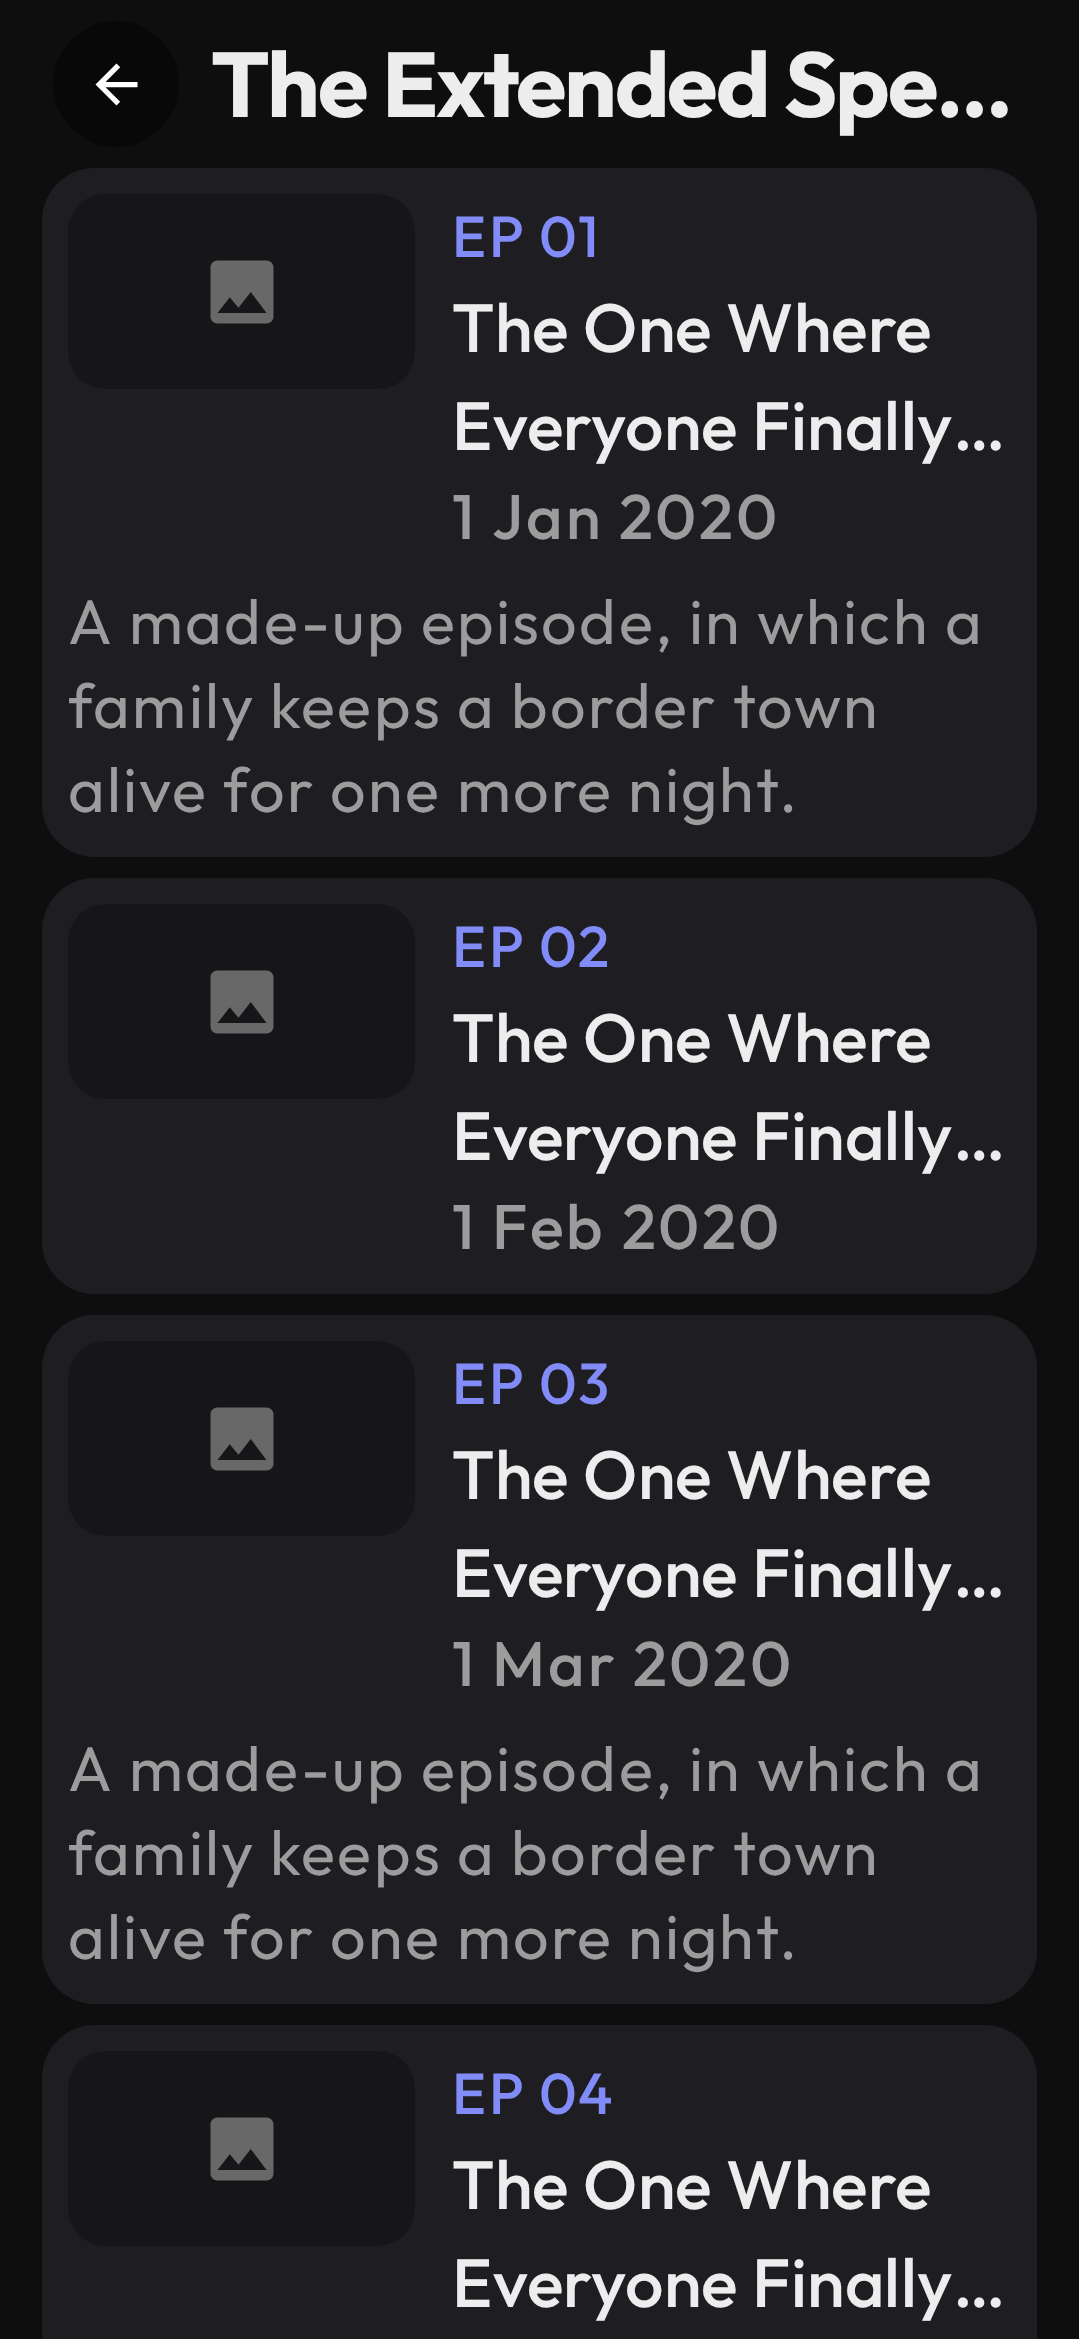 The Extended Spe...
EP 01
The One Where
Everyone Finally...
1 Jan 2020
A made-up episode, in which a
family keeps a border town
alive for one more night.
EP 02
The One Where
Everyone Finally...
1 Feb 2020
EP 03
The One Where
Everyone Finally...
1 Mar 2020
A made-up episode, in which a
family keeps a border town
alive for one more night.
EP 04
The One Where
Everyone Finally...